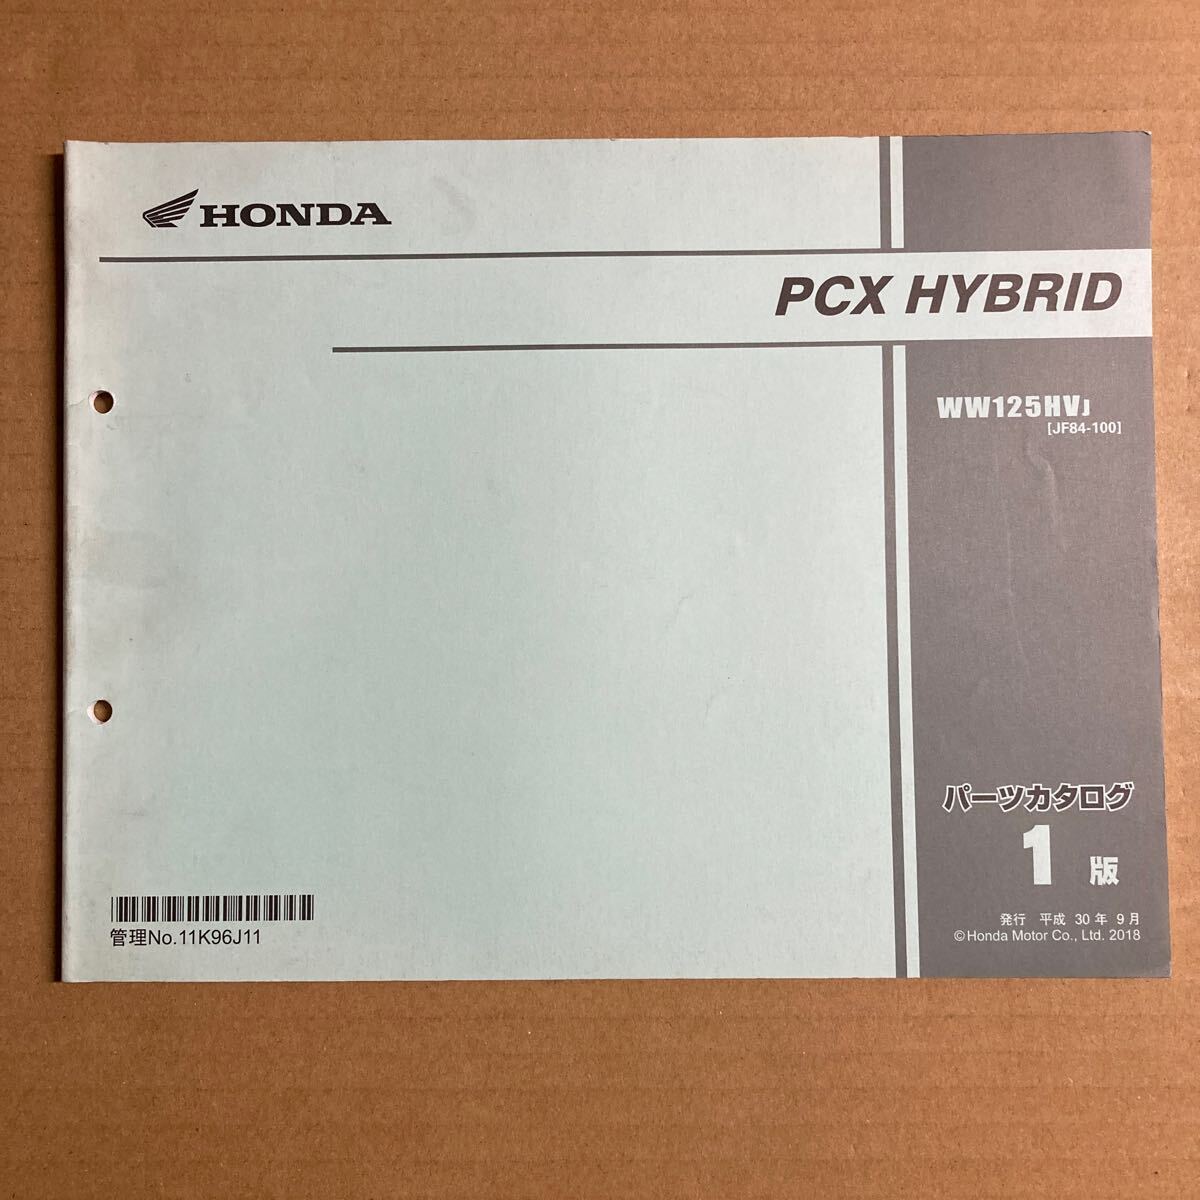 HONDA
PCX HYBRID
WW125HVJ
[JF84-100]
パーツカタログ
1 版
発行 平成 30 年 9 月
©Honda Motor Co., Ltd. 2018
管理No.11K96J11